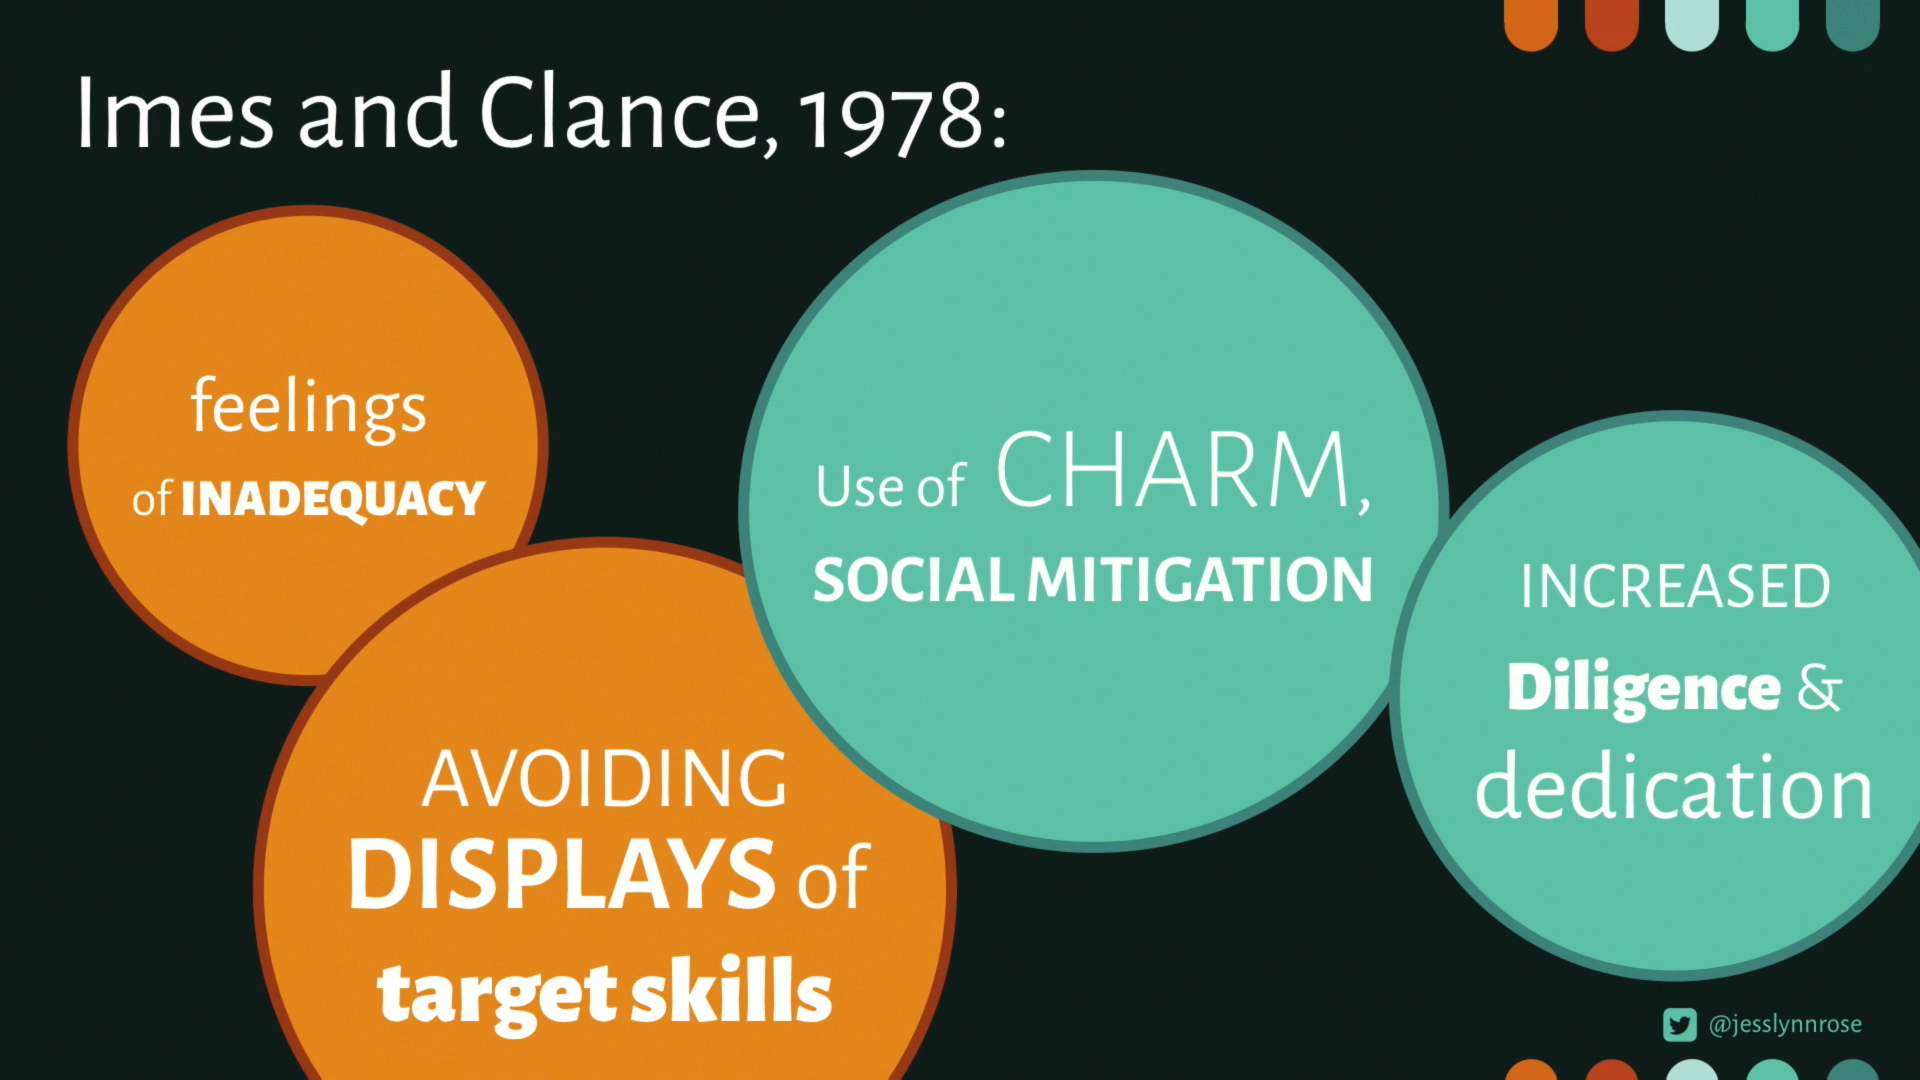 Imes and Clance, 1978:
feelings
of INADEQUACY
AVOIDING
DISPLAYS of
target skills
Use of CHARM,
SOCIAL MITIGATION
INCREASED
Diligence &
dedication
@jesslynnrose